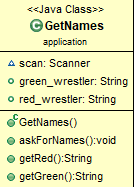 <<Java Class>>
GetNames
application
scan: Scanner
green_wrestler: String
red_wrestler: String
GetNames()
askForNames():void
getRed():String
getGreen():String